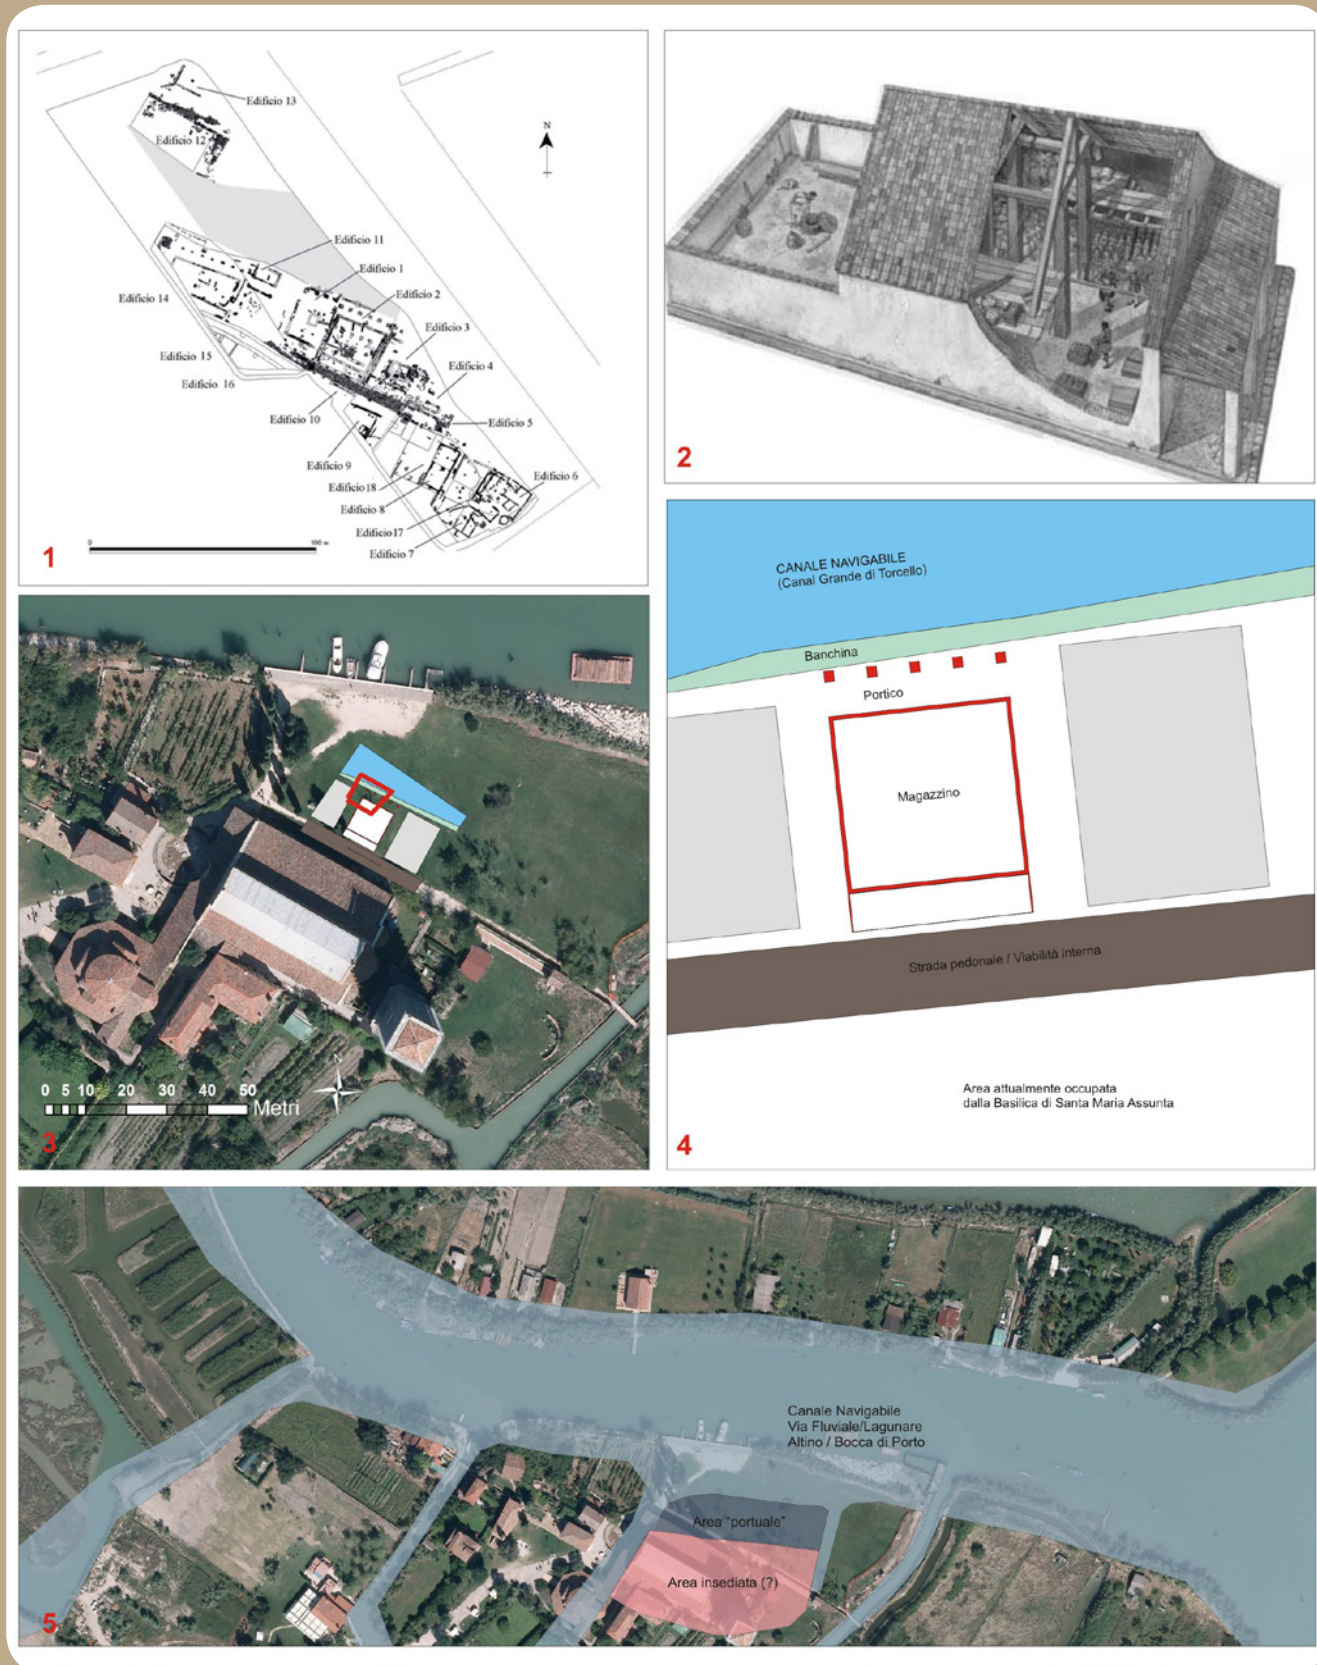 Edificio 13
N
Edificio 12
Edificio 11
Edificio 1
Edificio 2
Edificio 14
Edificio 3
Edificio 15
Edificio 4
Edificio 16
Edificio 10
Edificio 5
Edificio 9
Edificio 6
Edificio18
Edificio 8
Edificio17
Edificio 7
0
100 m
1
2
N
0 5 10 20 30 40 50
Metri
3
CANALE NAVIGABILE
(Canal Grande di Torcello)
Banchina
Portico
Magazzino
Strada pedonale / Viabilità interna
Area attualmente occupata
dalla Basilica di Santa Maria Assunta
4
Canale Navigabile
Via Fluviale/Lagunare
Altino / Bocca di Porto
Area "portuale"
Area insediata (?)
5